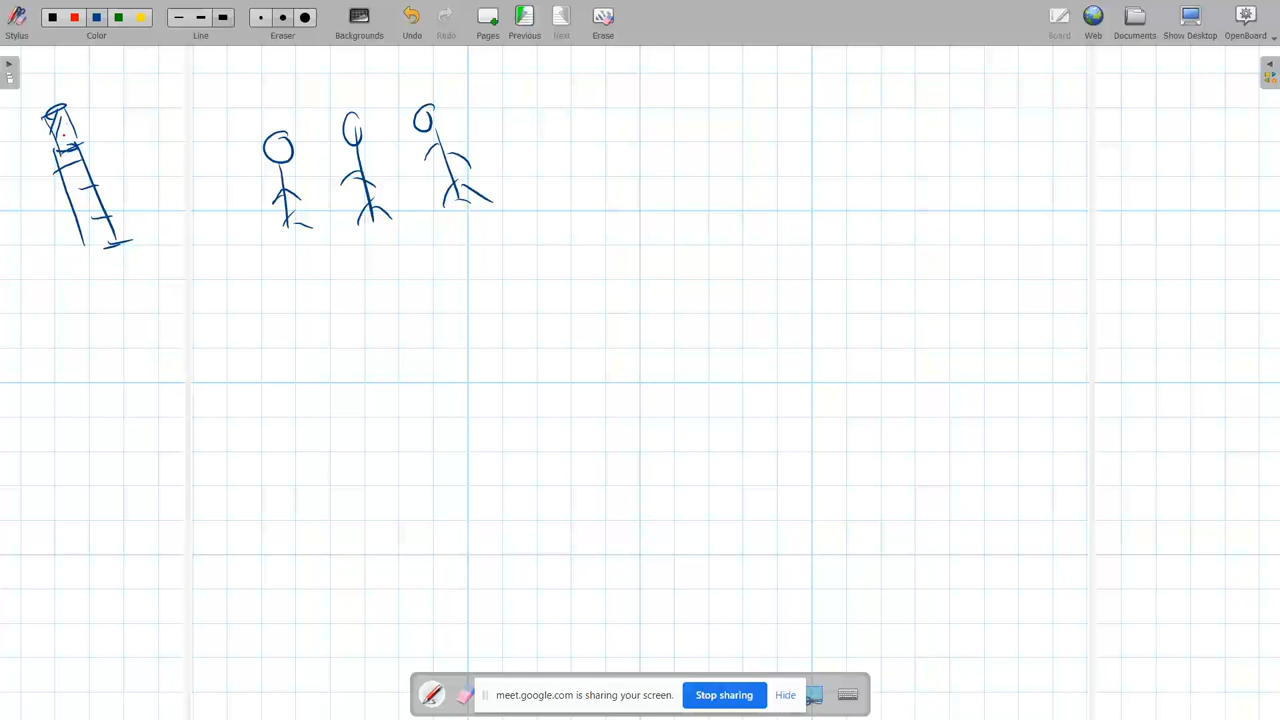 Stylus
Color
Line
Eraser
Backgrounds
Undo
Redo
Pages
Previous
Next
Erase
Board
Web
Documents
Show Desktop
OpenBoard
meet.google.com is sharing your screen.
Stop sharing
Hide